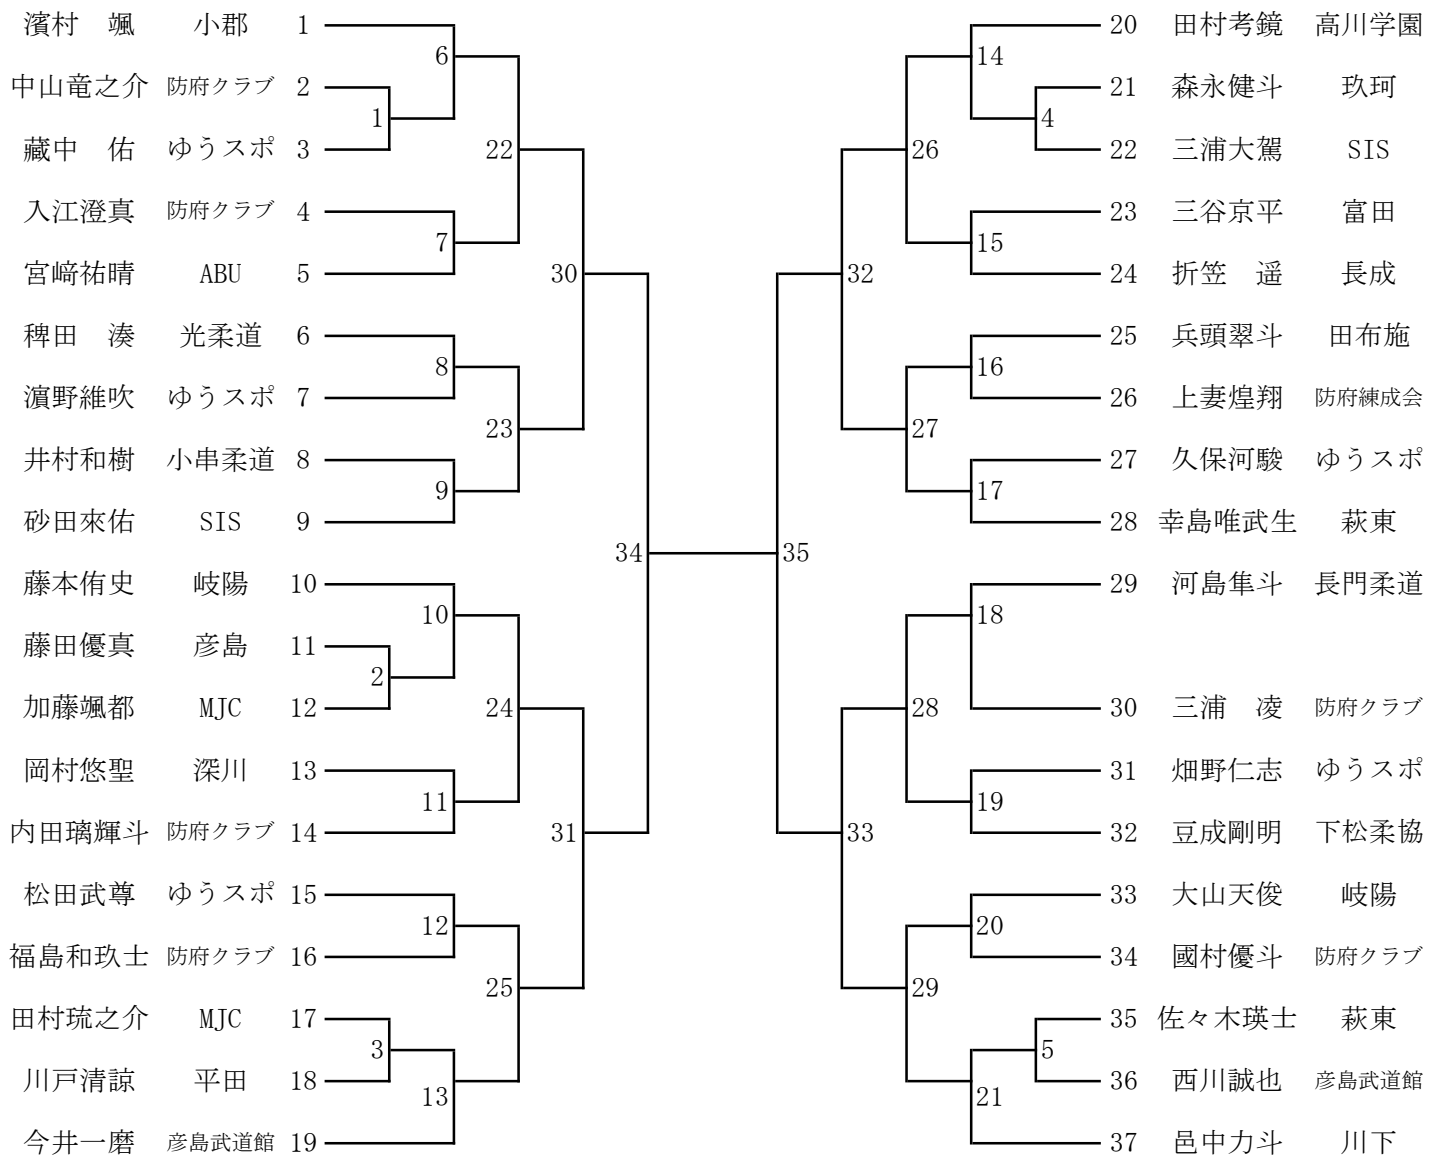 濱村　颯 小郡 1
6
中山竜之介 防府クラブ 2
1
藏中　佑 ゆうスポ 3
22
入江澄真 防府クラブ 4
7
宮﨑祐晴 ABU 5
30
稗田　湊 光柔道 6
8
濵野維吹 ゆうスポ 7
23
井村和樹 小串柔道 8
9
砂田來佑 SIS 9
34
藤本侑史 岐陽 10
10
藤田優真 彦島 11
2
加藤颯都 MJC 12
24
岡村悠聖 深川 13
11
内田璃輝斗 防府クラブ 14
31
松田武尊 ゆうスポ 15
12
福島和玖士 防府クラブ 16
25
田村琉之介 MJC 17
3
川戸清諒 平田 18
13
今井一磨 彦島武道館 19
20 田村考鏡 高川学園
14
21 森永健斗 玖珂
4
22 三浦大駕 SIS
26
23 三谷京平 富田
15
24 折笠　遥 長成
32
25 兵頭翠斗 田布施
16
26 上妻煌翔 防府練成会
27
27 久保河駿 ゆうスポ
17
28 幸島唯武生 萩東
35
29 河島隼斗 長門柔道
18
30 三浦　凌 防府クラブ
28
31 畑野仁志 ゆうスポ
19
32 豆成剛明 下松柔協
33
33 大山天俊 岐陽
20
34 國村優斗 防府クラブ
29
35 佐々木瑛士 萩東
5
36 西川誠也 彦島武道館
21
37 邑中力斗 川下